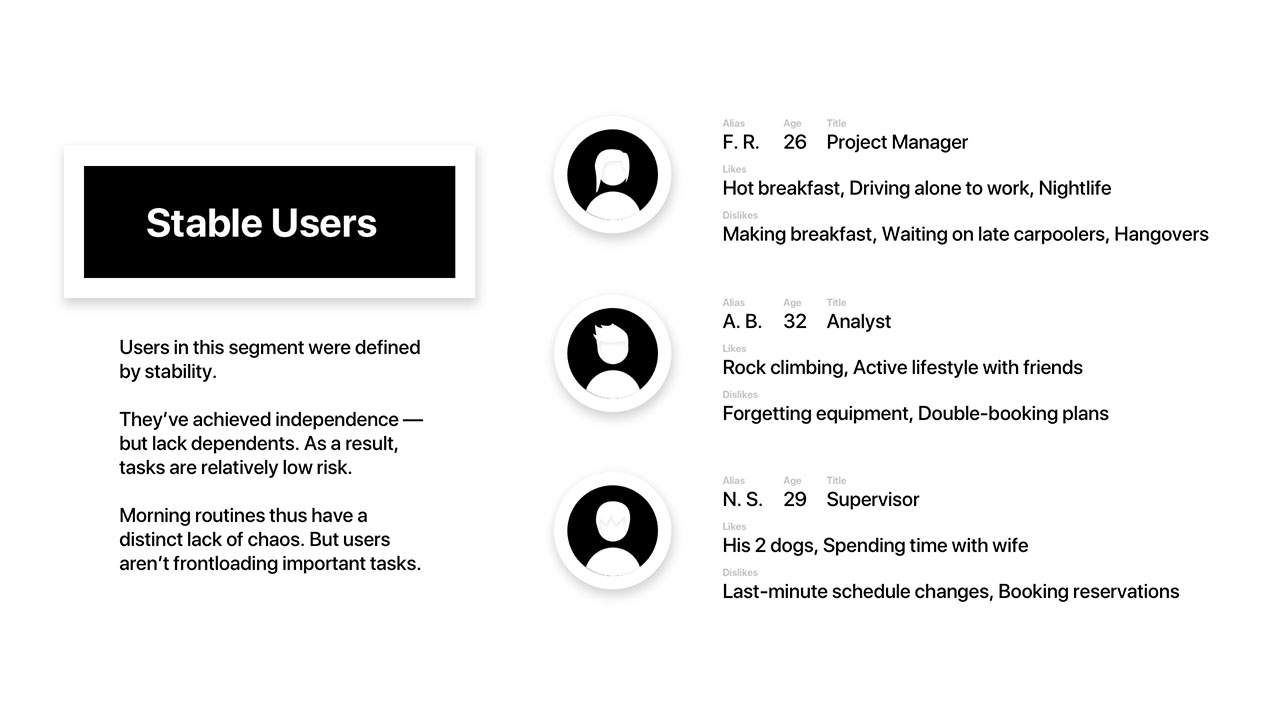 Stable Users
Users in this segment were defined
by stability.
They’ve achieved independence —
but lack dependents. As a result,
tasks are relatively low risk.
Morning routines thus have a
distinct lack of chaos. But users
aren’t frontloading important tasks.
Alias Age Title
F. R. 26 Project Manager
Likes
Hot breakfast, Driving alone to work, Nightlife
Dislikes
Making breakfast, Waiting on late carpoolers, Hangovers
Alias Age Title
A. B. 32 Analyst
Likes
Rock climbing, Active lifestyle with friends
Dislikes
Forgetting equipment, Double-booking plans
Alias Age Title
N. S. 29 Supervisor
Likes
His 2 dogs, Spending time with wife
Dislikes
Last-minute schedule changes, Booking reservations